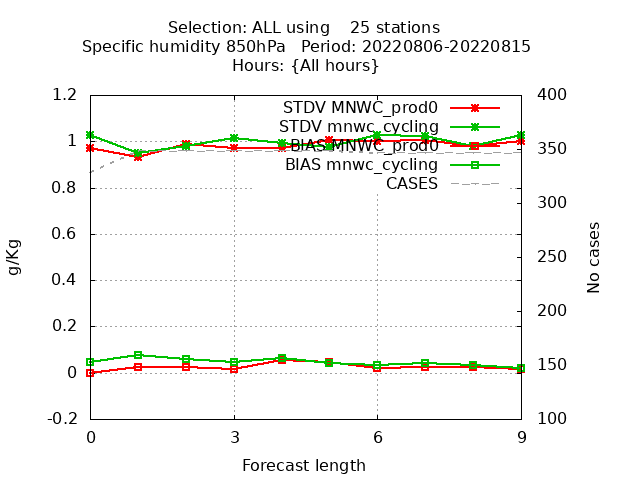 Selection: ALL using    25 stations
Specific humidity 850hPa   Period: 20220806-20220815
Hours: {All hours}
1.2
1
0.8
0.6
0.4
0.2
0
-0.2
g/Kg
STDV MNWC_prod0
STDV mnwc_cycling
BIAS MNWC_prod0
BIAS mnwc_cycling
CASES
400
350
300
250
200
150
100
No cases
0 3 6 9
Forecast length